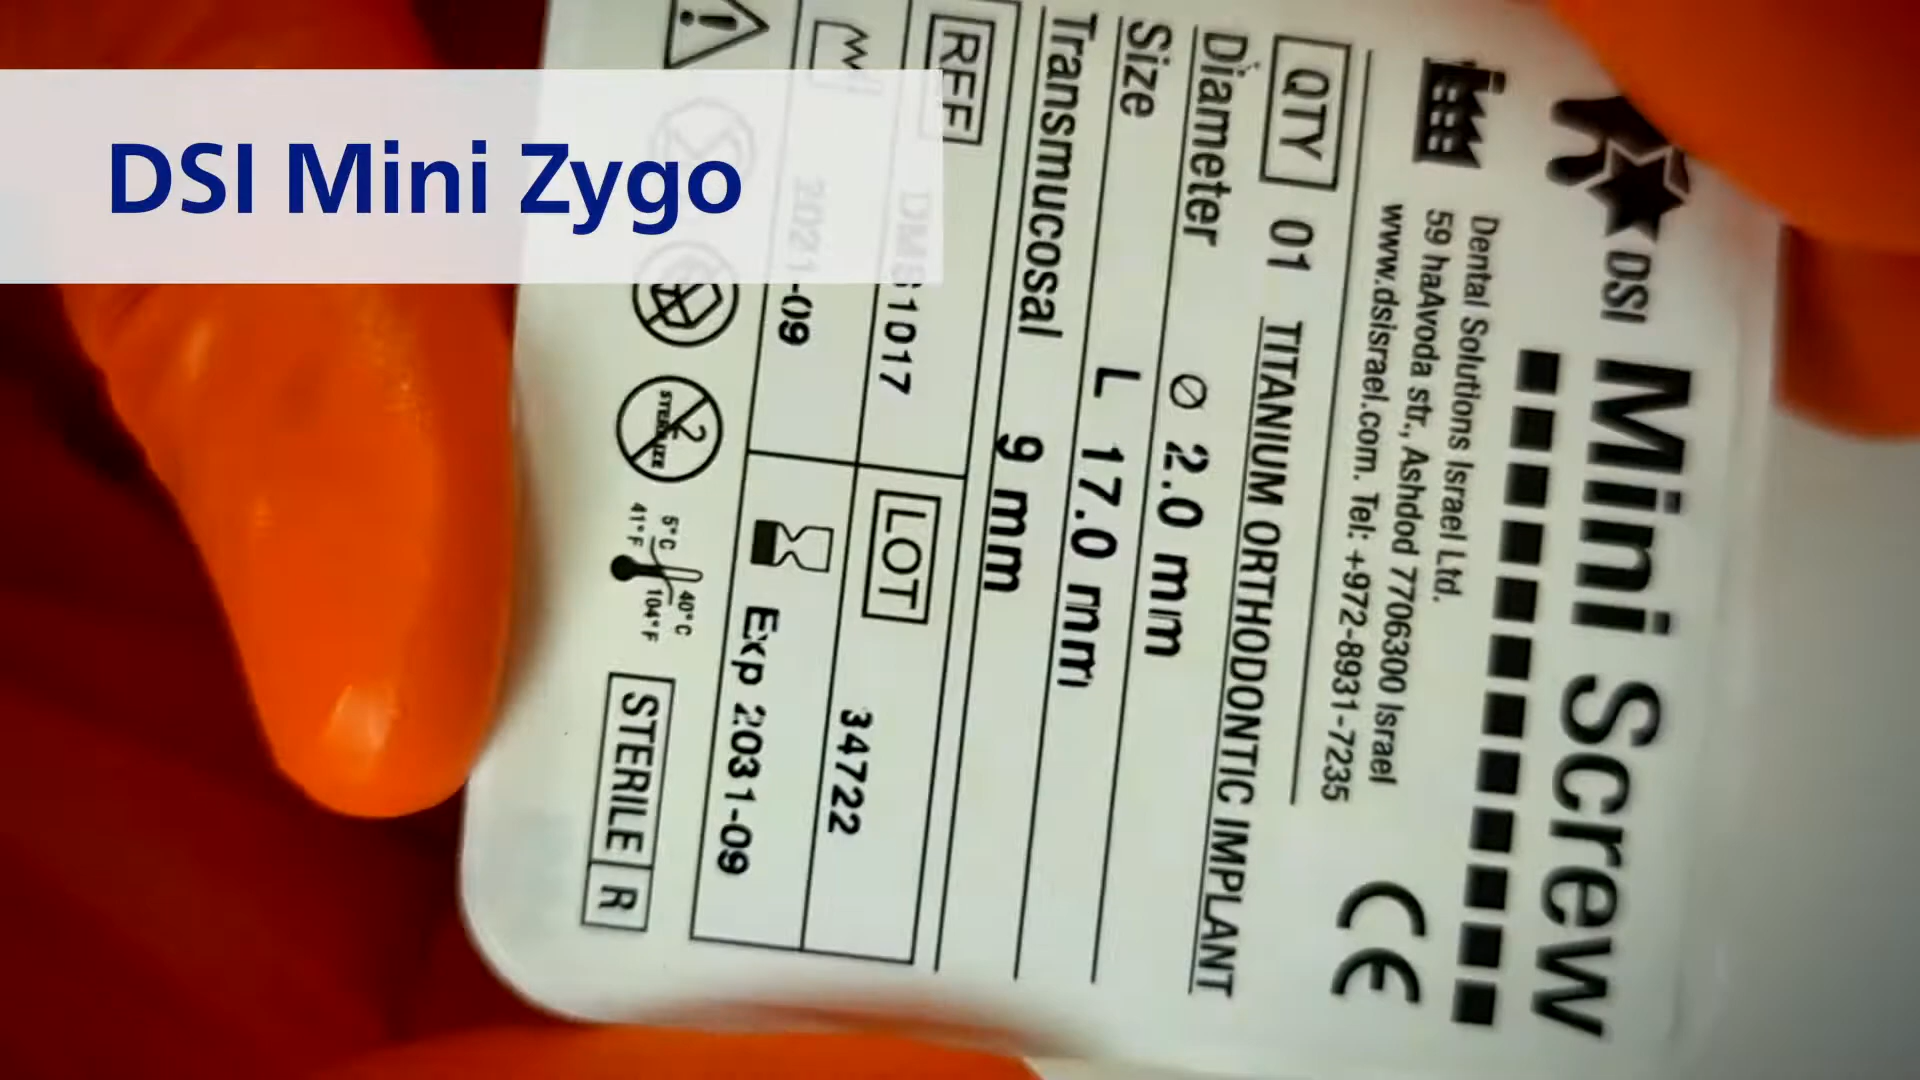 DSI Mini Zygo
DSI Mini Screw
Dental Solutions Israel Ltd.
59 haAvoda str., Ashdod 7706300 Israel
www.dsisrael.com. Tel: +972-8931-7235
CE
QTY 01 TITANIUM ORTHODONTIC IMPLANT
Diameter Ø 2.0 mm
Size L 17.0 mm
Transmucosal 9 mm
REF DMS1017 LOT 34722
2021-09 Exp 2031-09
2 STERILIZE
5°C 41°F 40°C 104°F
STERILE R